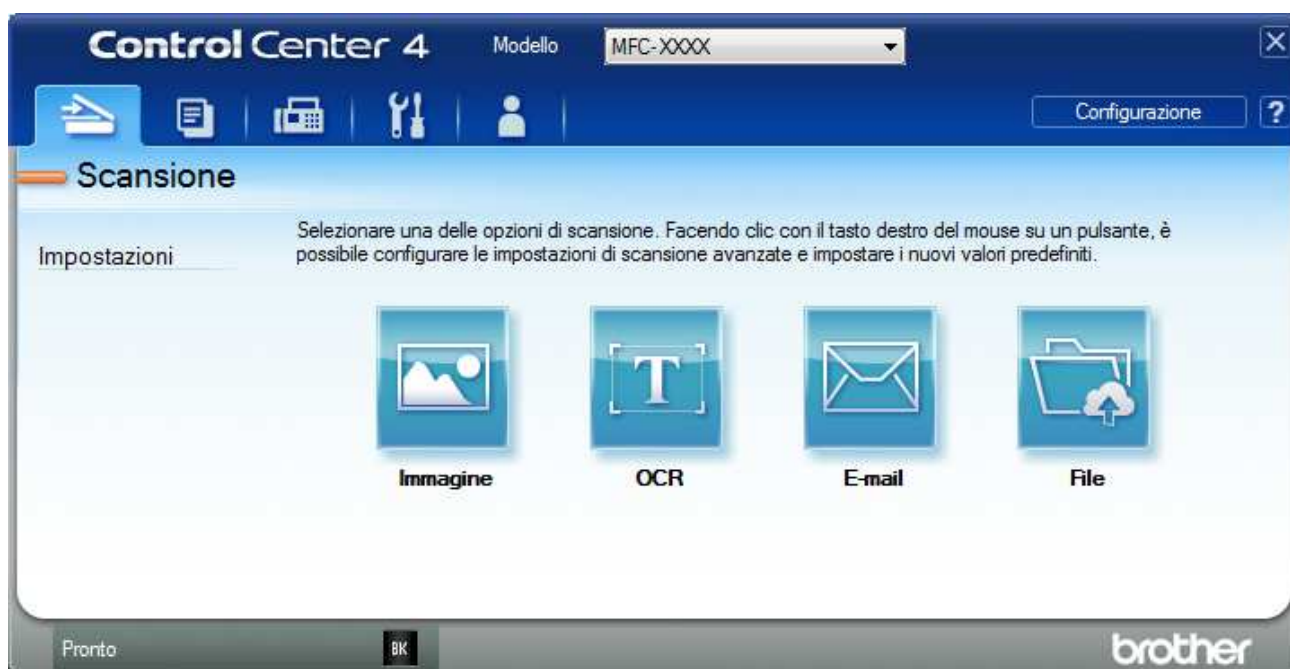 Control Center 4
Modello
MFC-XXXX
Configurazione
?
Scansione
Impostazioni
Selezionare una delle opzioni di scansione. Facendo clic con il tasto destro del mouse su un pulsante, è
possibile configurare le impostazioni di scansione avanzate e impostare i nuovi valori predefiniti.
T
Immagine
OCR
E-mail
File
Pronto
BK
brother